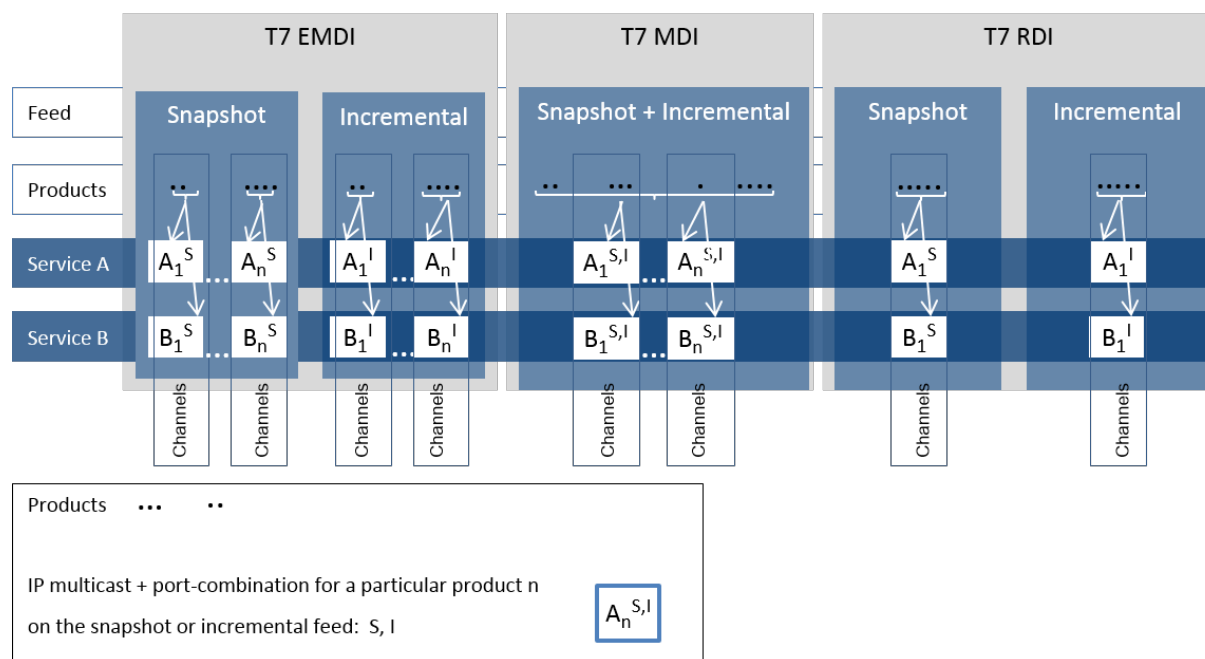 T7 EMDI T7 MDI T7 RDI
Feed Snapshot Incremental Snapshot + Incremental Snapshot Incremental
Products
Service A A₁ˢ ... Aₙˢ A₁ᴵ ... Aₙᴵ A₁ˢ,ᴵ ... Aₙˢ,ᴵ A₁ˢ A₁ᴵ
Service B B₁ˢ ... Bₙˢ B₁ᴵ ... Bₙᴵ B₁ˢ,ᴵ ... Bₙˢ,ᴵ B₁ˢ B₁ᴵ
Channels Channels Channels Channels Channels Channels Channels Channels
Products ... ..
IP multicast + port-combination for a particular product n
on the snapshot or incremental feed: S, I
Aₙˢ,ᴵ